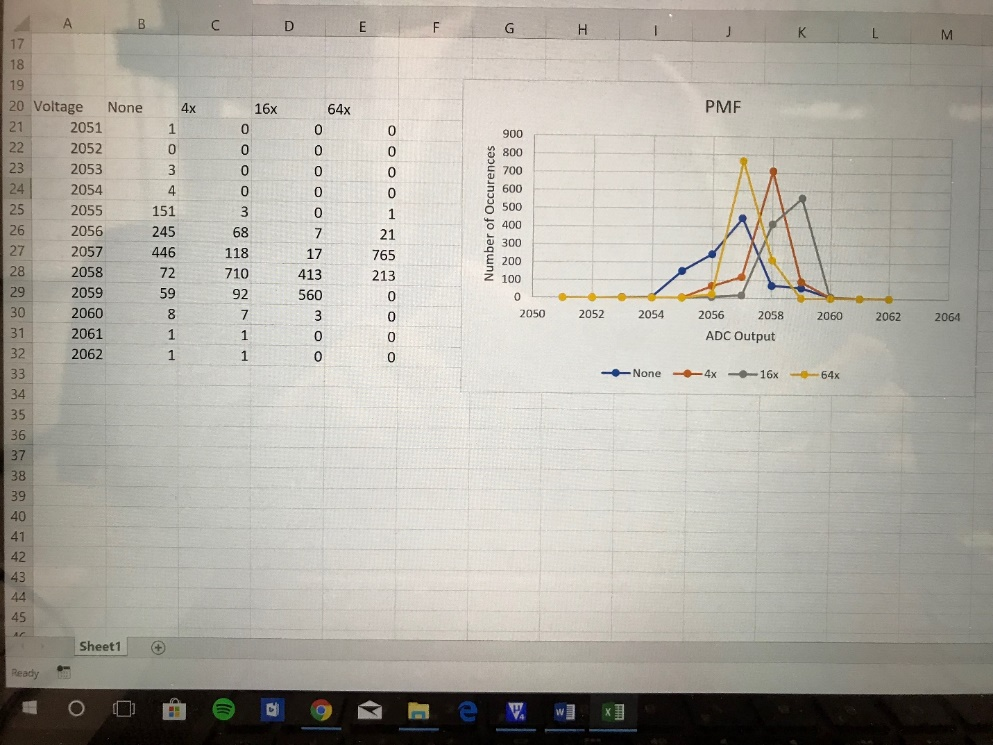 A B C D E F G H I J K L M
17
18
19
20 Voltage None 4x 16x 64x
21 2051 1 0 0 0
22 2052 0 0 0 0
23 2053 3 0 0 0
24 2054 4 0 0 0
25 2055 151 3 0 1
26 2056 245 68 7 21
27 2057 446 118 17 765
28 2058 72 710 413 213
29 2059 59 92 560 0
30 2060 8 7 3 0
31 2061 1 1 0 0
32 2062 1 1 0 0
33
34
35
36
37
38
39
40
41
42
43
44
45
46
PMF
Number of Occurences
900
800
700
600
500
400
300
200
100
0
2050 2052 2054 2056 2058 2060 2062 2064
ADC Output
None 4x 16x 64x
Sheet1
Ready